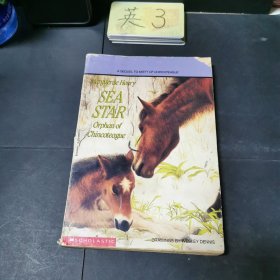 英3
A SEQUEL TO MISTY OF CHINCOTEAGUE
Marguerite Henry
SEA
STAR
Orphan of
Chincoteague
SCHOLASTIC
DRAWINGS BY WESLEY DENNIS